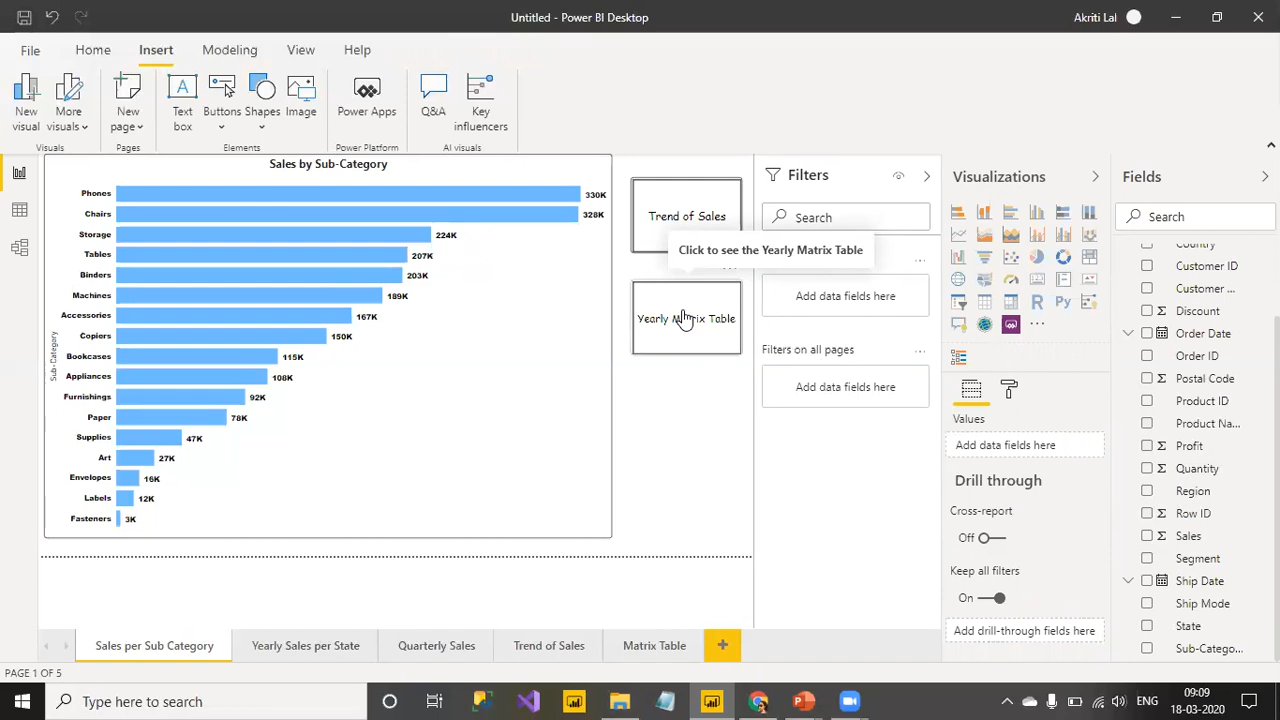 Untitled - Power BI Desktop
Akriti Lal
File
Home
Insert
Modeling
View
Help
New visual
More visuals
New page
Text box
Buttons
Shapes
Image
Power Apps
Q&A
Key influencers
Visuals
Pages
Elements
Power Platform
AI visuals
Sales by Sub-Category
Sub-Category
Phones 330K
Chairs 328K
Storage 224K
Tables 207K
Binders 203K
Machines 189K
Accessories 167K
Copiers 150K
Bookcases 115K
Appliances 108K
Furnishings 92K
Paper 78K
Supplies 47K
Art 27K
Envelopes 16K
Labels 12K
Fasteners 3K
Trend of Sales
Click to see the Yearly Matrix Table
Yearly Matrix Table
Filters
Search
Add data fields here
Filters on all pages
Add data fields here
Visualizations
R
Py
Values
Add data fields here
Drill through
Cross-report
Off
Keep all filters
On
Add drill-through fields here
Fields
Search
Country
Customer ID
Customer ...
Discount
Order Date
Order ID
Postal Code
Product ID
Product Na...
Profit
Quantity
Region
Row ID
Sales
Segment
Ship Date
Ship Mode
State
Sub-Catego...
Sales per Sub Category
Yearly Sales per State
Quarterly Sales
Trend of Sales
Matrix Table
PAGE 1 OF 5
Type here to search
ENG
09:09
18-03-2020